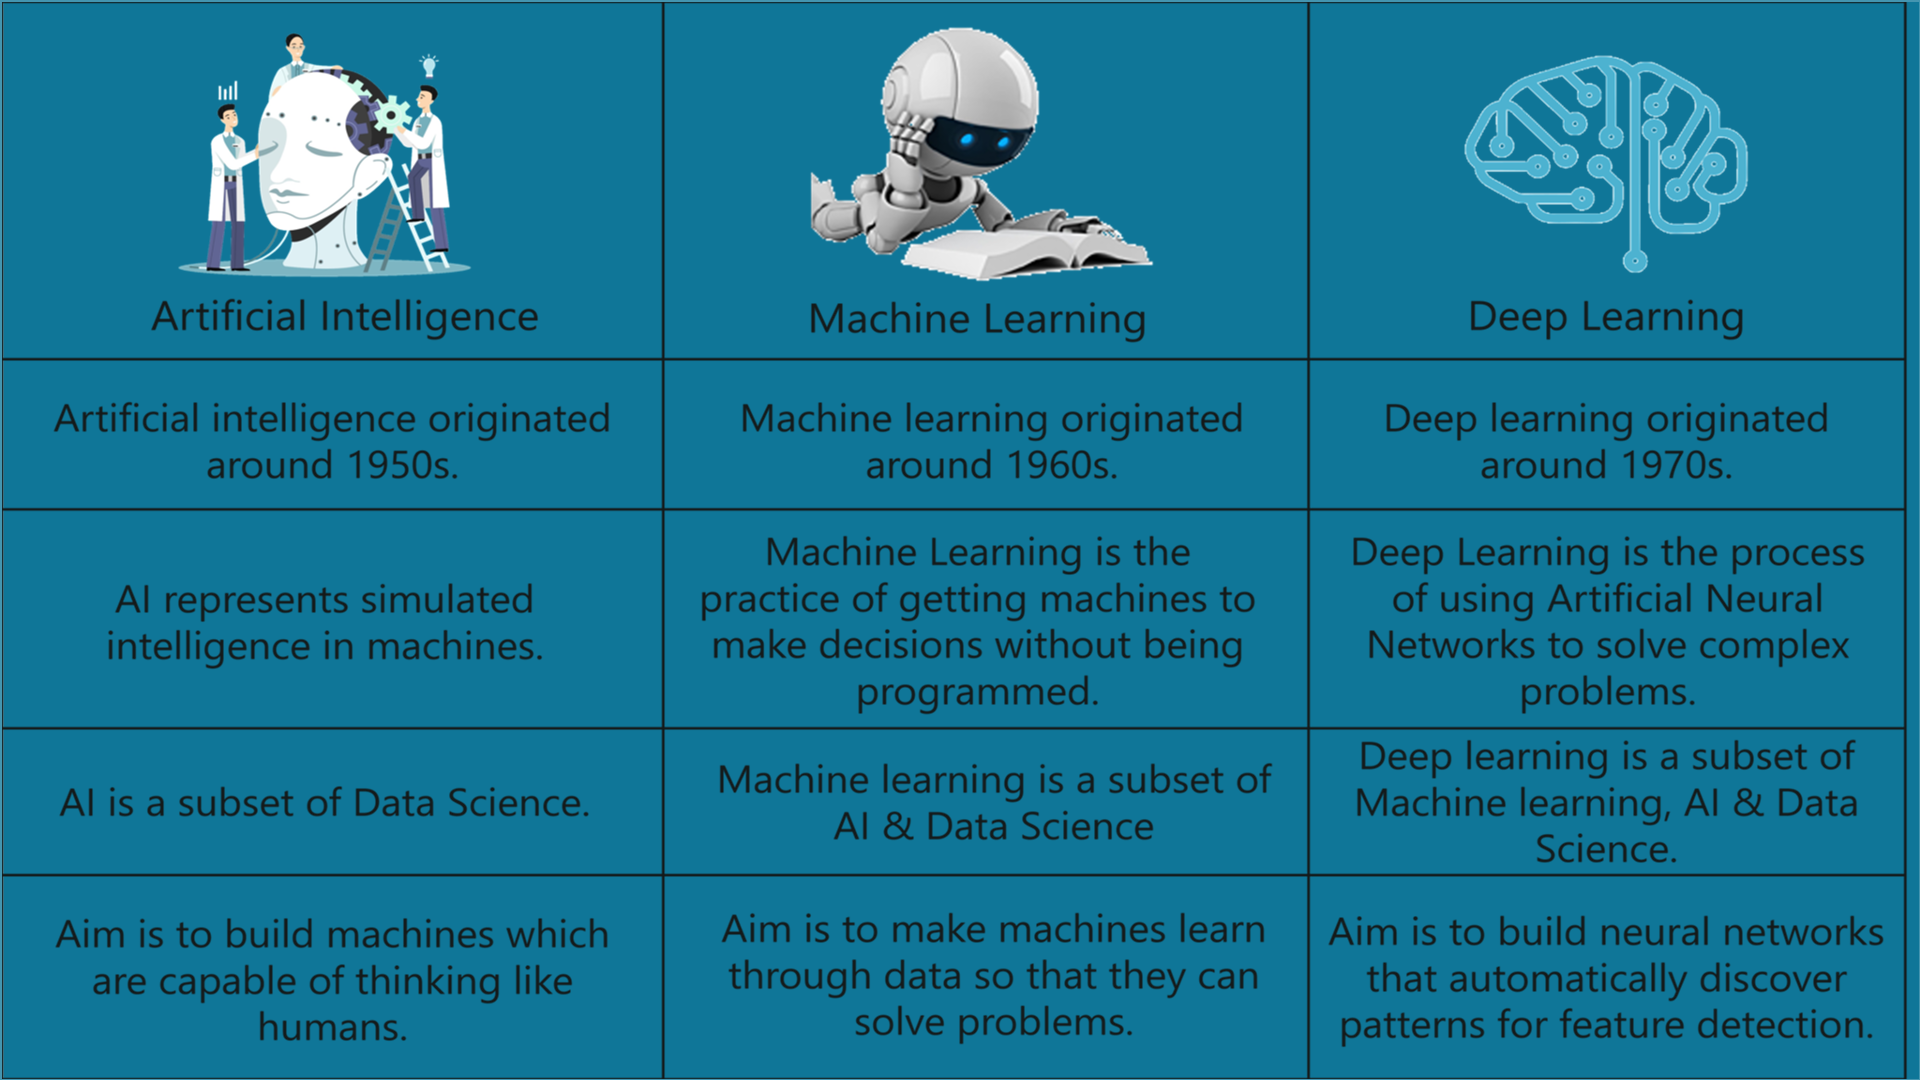 Artificial Intelligence
Machine Learning
Deep Learning
Artificial intelligence originated
around 1950s.
Machine learning originated
around 1960s.
Deep learning originated
around 1970s.
AI represents simulated
intelligence in machines.
Machine Learning is the
practice of getting machines to
make decisions without being
programmed.
Deep Learning is the process
of using Artificial Neural
Networks to solve complex
problems.
AI is a subset of Data Science.
Machine learning is a subset of
AI & Data Science
Deep learning is a subset of
Machine learning, AI & Data
Science.
Aim is to build machines which
are capable of thinking like
humans.
Aim is to make machines learn
through data so that they can
solve problems.
Aim is to build neural networks
that automatically discover
patterns for feature detection.